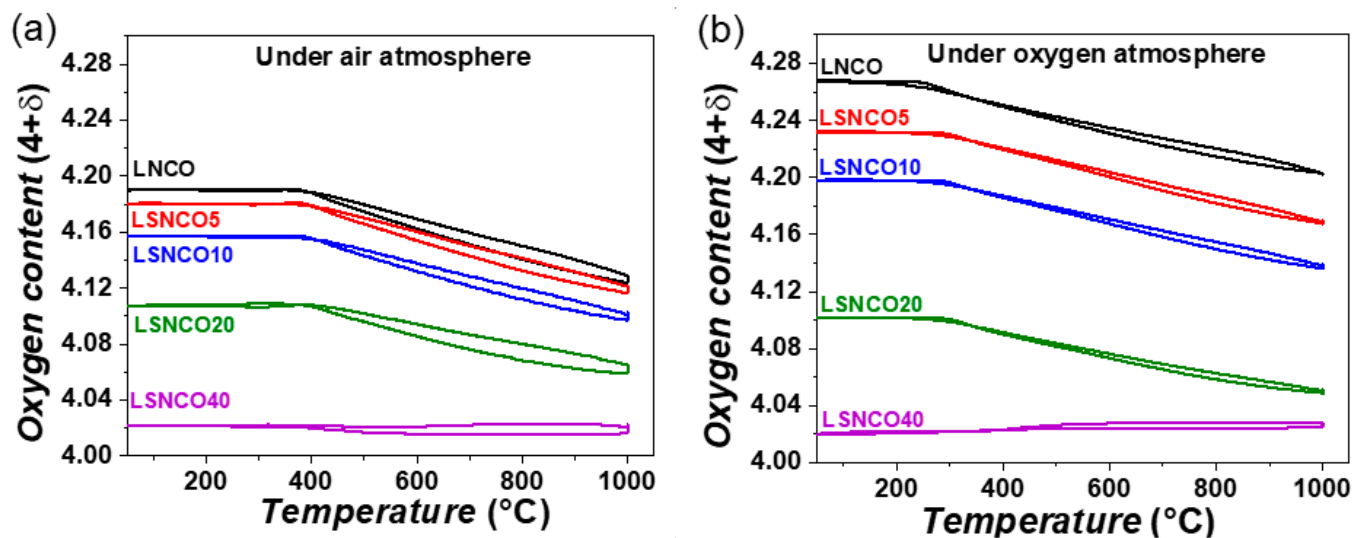 (a)
Under air atmosphere
Oxygen content (4+δ)
4.28
4.24
4.20
4.16
4.12
4.08
4.04
4.00
LNCO
LSNCO5
LSNCO10
LSNCO20
LSNCO40
200 400 600 800 1000
Temperature (°C)
(b)
Under oxygen atmosphere
Oxygen content (4+δ)
4.28
4.24
4.20
4.16
4.12
4.08
4.04
4.00
LNCO
LSNCO5
LSNCO10
LSNCO20
LSNCO40
200 400 600 800 1000
Temperature (°C)